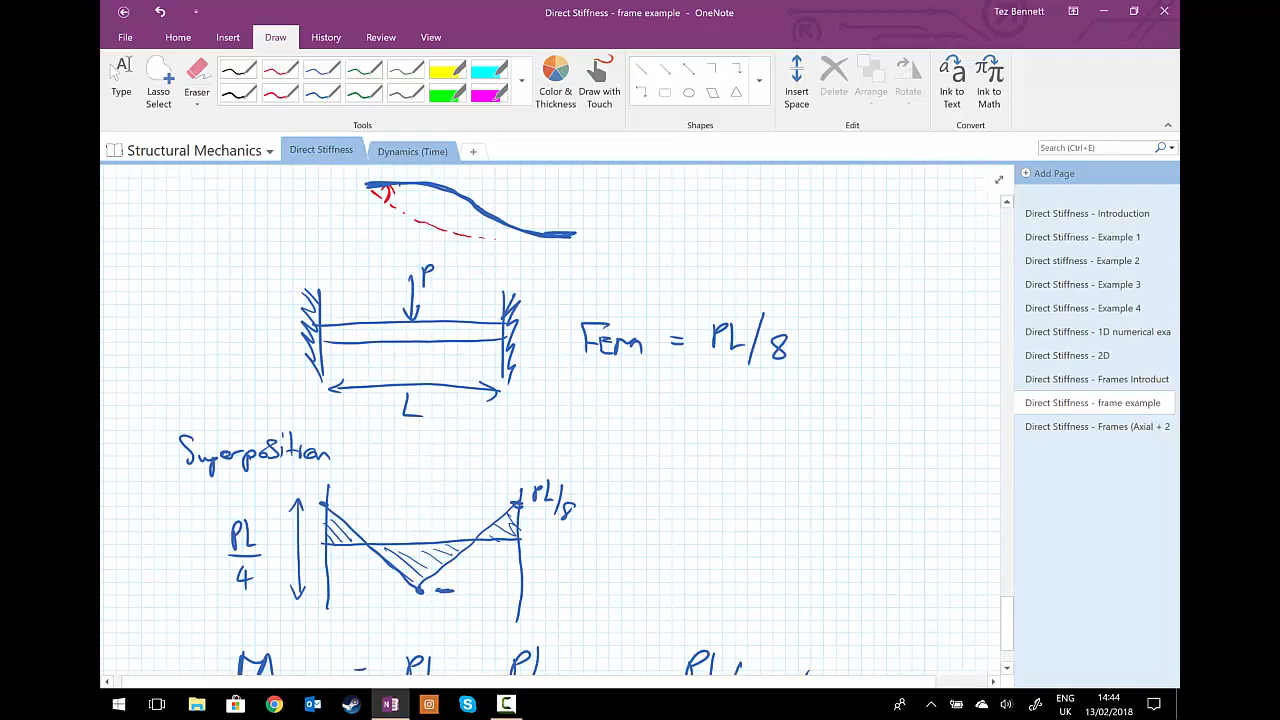 Direct Stiffness - frame example - OneNote
Tez Bennett
File Home Insert Draw History Review View
Type
Lasso Select
Eraser
Color & Thickness
Draw with Touch
Insert Space
Delete
Arrange
Rotate
Ink to Text
Ink to Math
Tools
Shapes
Edit
Convert
Structural Mechanics
Direct Stiffness
Dynamics (Time)
+
Search (Ctrl+E)
Add Page
Direct Stiffness - Introduction
Direct Stiffness - Example 1
Direct stiffness - Example 2
Direct Stiffness - Example 3
Direct Stiffness - Example 4
Direct Stiffness - 1D numerical exa
Direct Stiffness - 2D
Direct Stiffness - Frames Introduct
Direct Stiffness - frame example
Direct Stiffness - Frames (Axial + 2
P
FEM = PL/8
L
Superposition
PL/8
PL
4
M = PL PL PL/
ENG
UK
14:44
13/02/2018